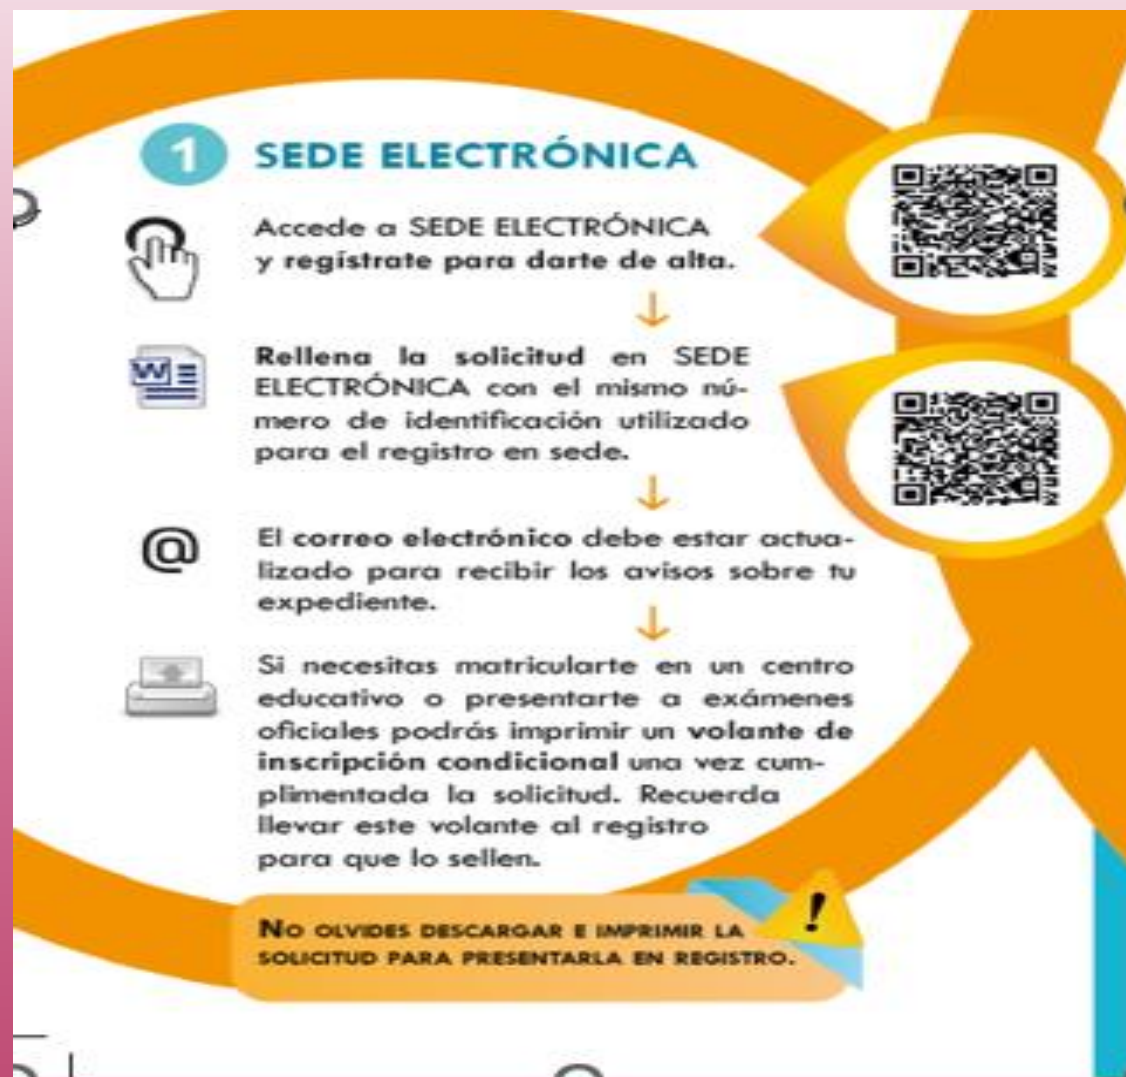 1 SEDE ELECTRÓNICA
Accede a SEDE ELECTRÓNICA
y regístrate para darte de alta.
Rellena la solicitud en SEDE
ELECTRÓNICA con el mismo nú-
mero de identificación utilizado
para el registro en sede.
@
El correo electrónico debe estar actua-
lizado para recibir los avisos sobre tu
expediente.
Si necesitas matricularte en un centro
educativo o presentarte a exámenes
oficiales podrás imprimir un volante de
inscripción condicional una vez cum-
plimentada la solicitud. Recuerda
llevar este volante al registro
para que lo sellen.
NO OLVIDES DESCARGAR E IMPRIMIR LA
SOLICITUD PARA PRESENTARLA EN REGISTRO.
!
W